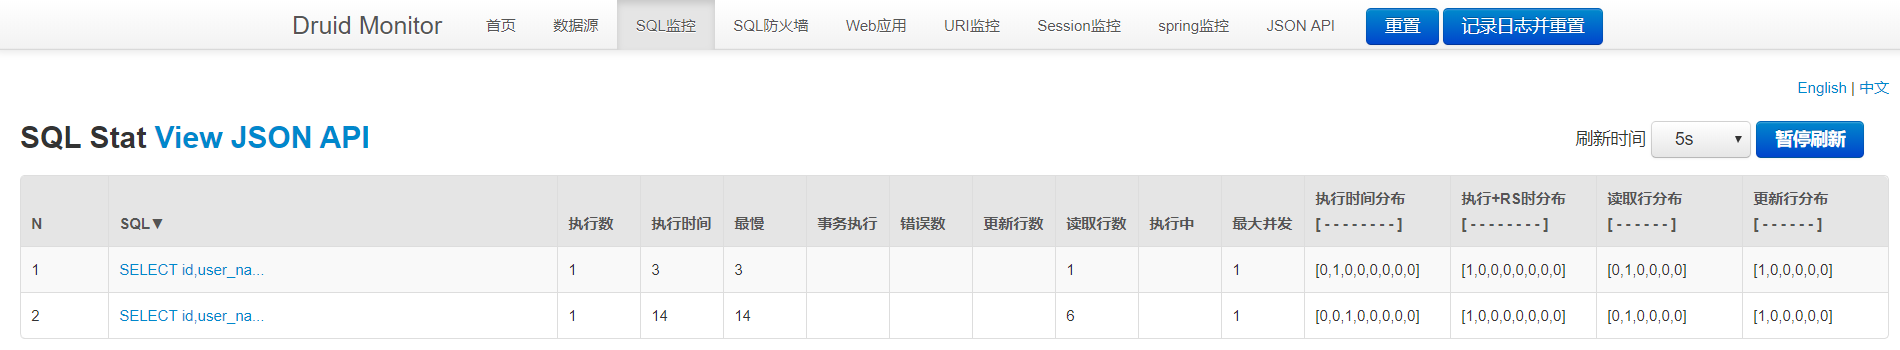 Druid Monitor 首页 数据源 SQL监控 SQL防火墙 Web应用 URI监控 Session监控 spring监控 JSON API 重置 记录日志并重置
English | 中文
SQL Stat View JSON API 刷新时间 5s 暂停刷新
N SQL▼ 执行数 执行时间 最慢 事务执行 错误数 更新行数 读取行数 执行中 最大并发 执行时间分布 [ - - - - - - - - ] 执行+RS时分布 [ - - - - - - - - ] 读取行分布 [ - - - - - - ] 更新行分布 [ - - - - - - ]
1 SELECT id,user_na... 1 3 3 1 1 [0,1,0,0,0,0,0,0] [1,0,0,0,0,0,0,0] [0,1,0,0,0,0] [1,0,0,0,0,0]
2 SELECT id,user_na... 1 14 14 6 1 [0,0,1,0,0,0,0,0] [1,0,0,0,0,0,0,0] [0,1,0,0,0,0] [1,0,0,0,0,0]